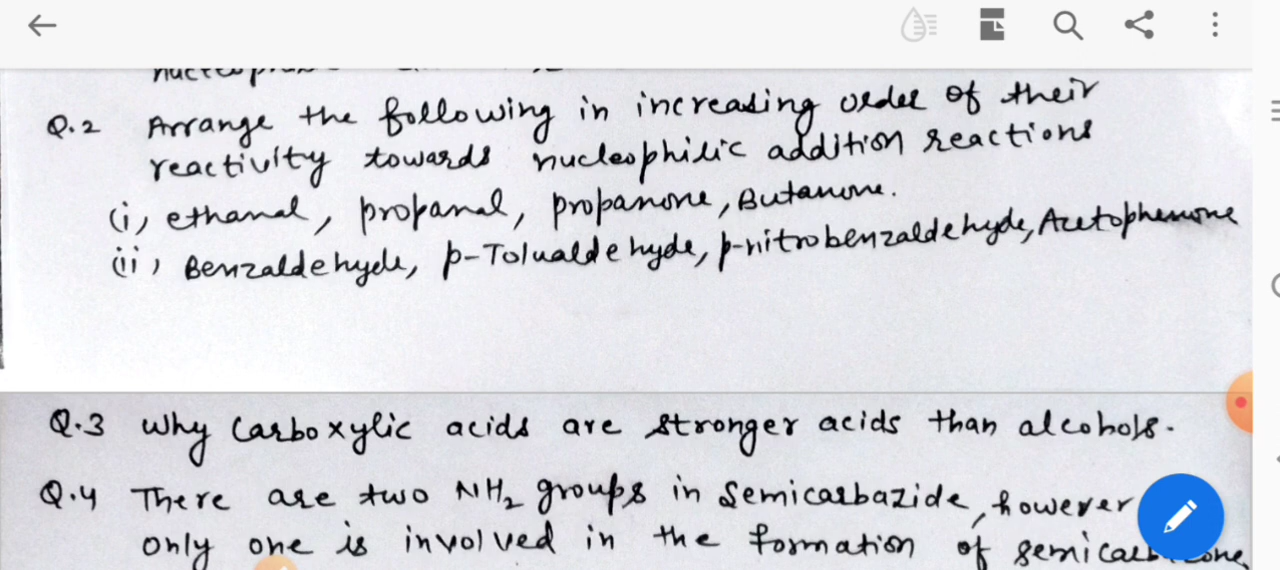 Q.2 Arrange the following in increasing order of their
reactivity towards nucleophilic addition reactions
(i) ethanal, propanal, propanone, Butanone.
(ii) Benzaldehyde, p-Tolualdehyde, p-nitrobenzaldehyde, Acetophenone
Q.3 Why Carboxylic acids are stronger acids than alcohols.
Q.4 There are two NH₂ groups in Semicarbazide, however
only one is involved in the formation of